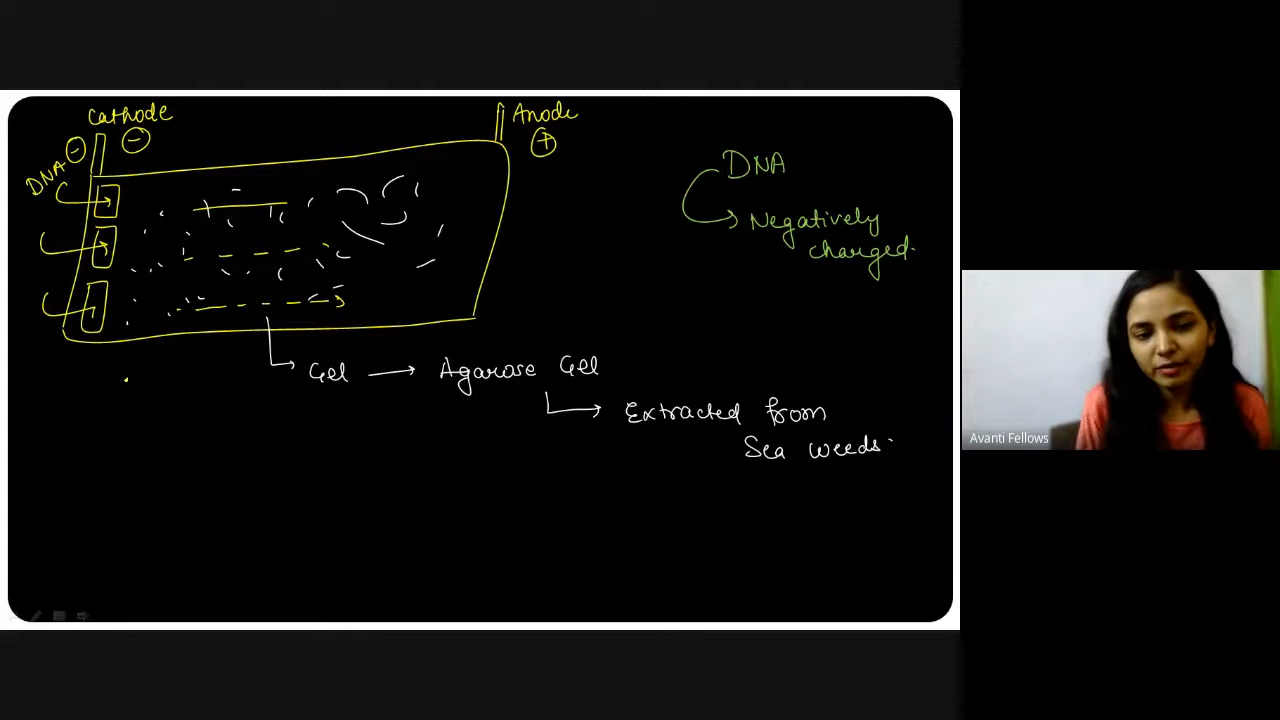 Cathode
Anode
DNA
DNA
Negatively
charged.
Gel
Agarose Gel
Extracted from
Sea weeds.
Avanti Fellows